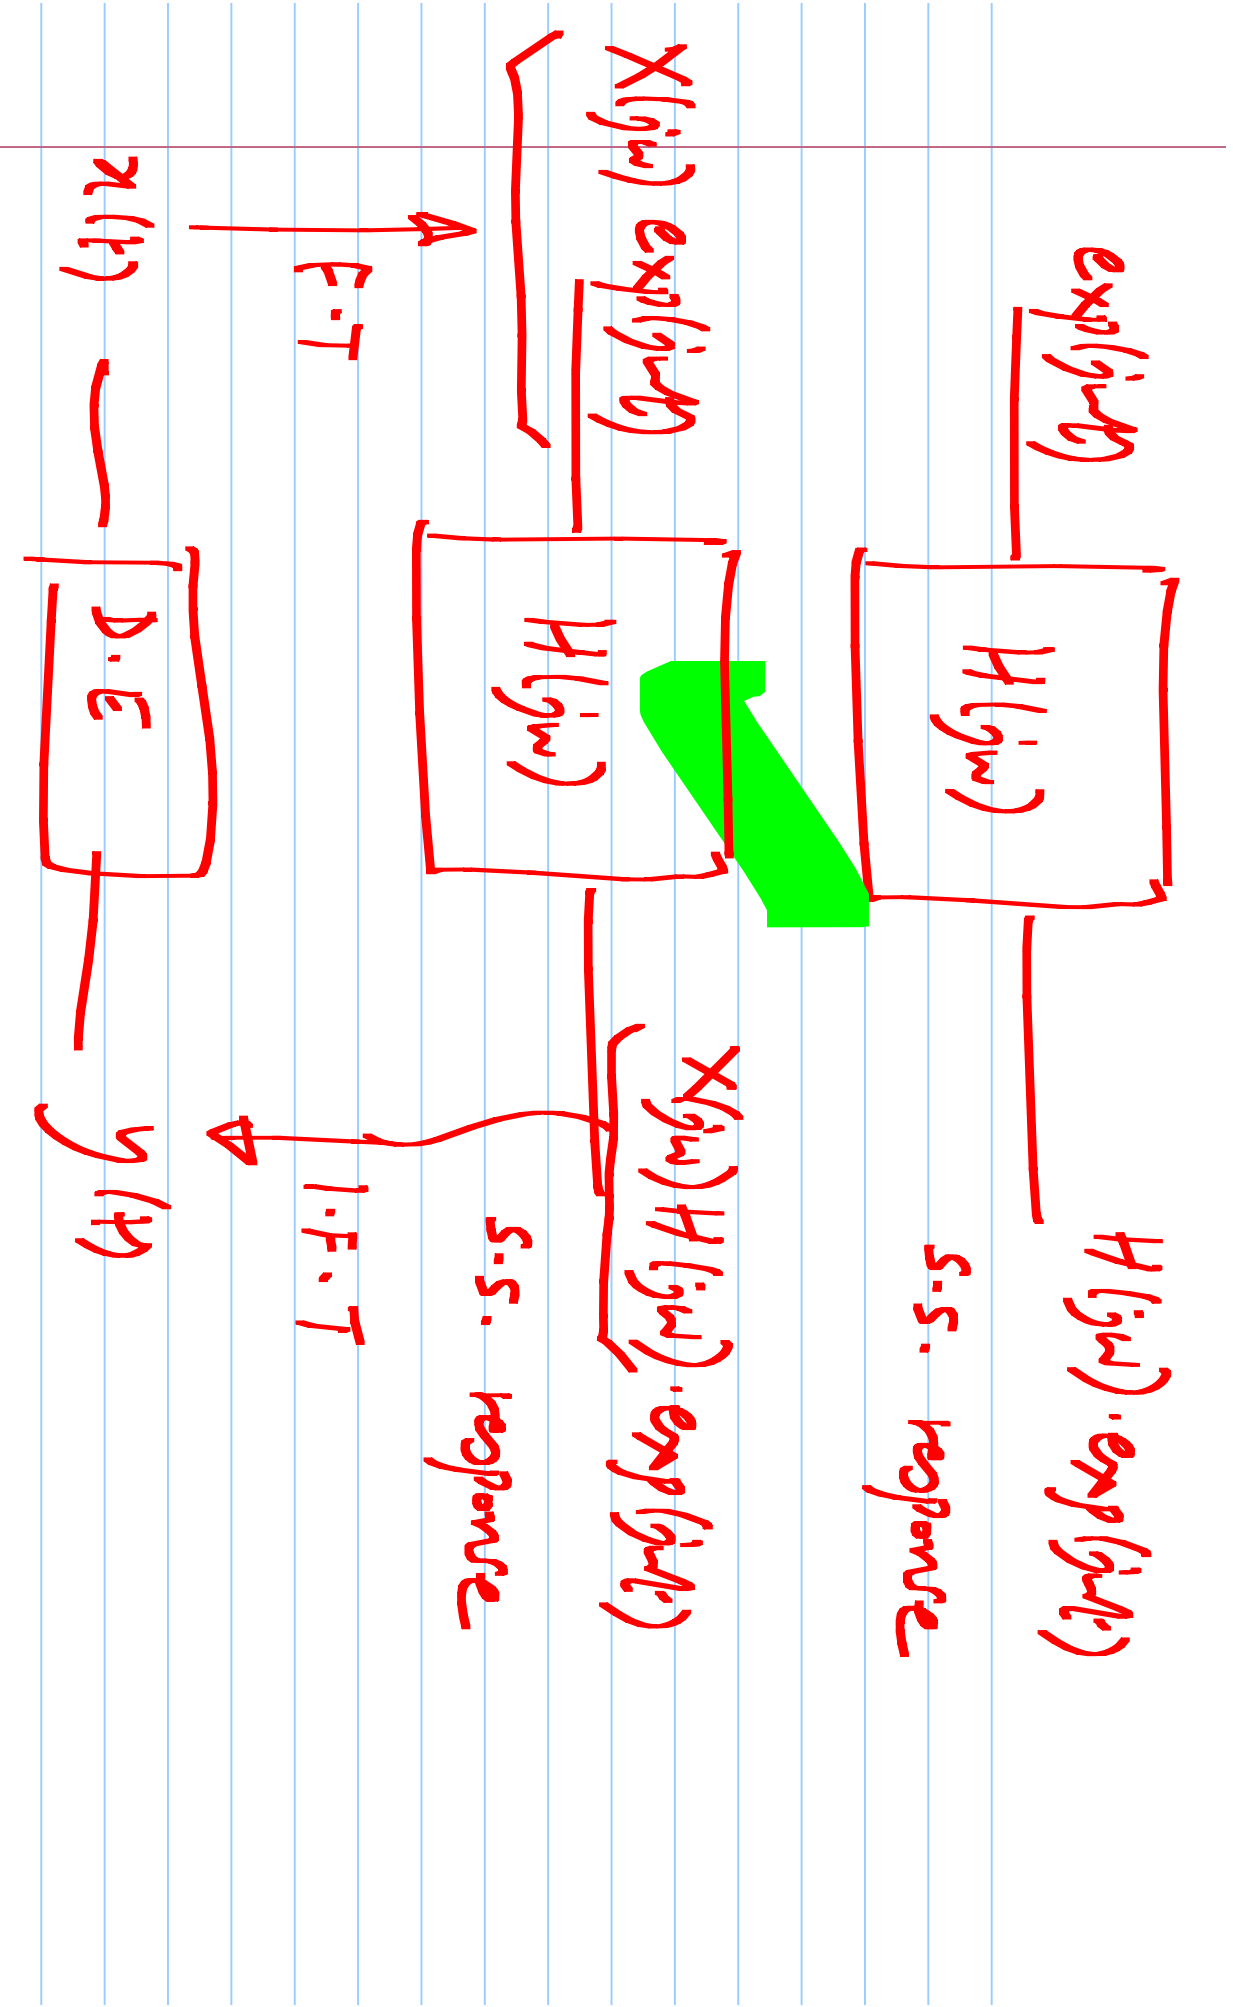 exp(jωt) H(jω) H(jω).exp(jωt)
s.s. response
X(jω) exp(jωt) H(jω) X(jω) H(jω).exp(jωt)
s.s. response
F.T I.F.T
x(t) D.E y(t)